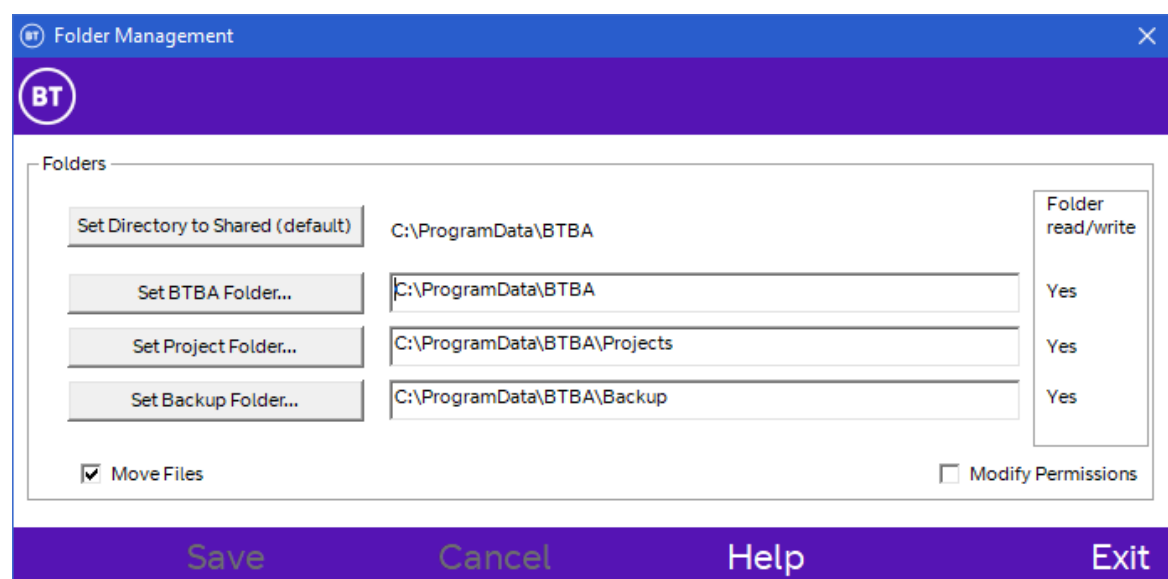 BT Folder Management
BT
Folders
Folder
read/write
Set Directory to Shared (default) C:\ProgramData\BTBA
Set BTBA Folder... C:\ProgramData\BTBA Yes
Set Project Folder... C:\ProgramData\BTBA\Projects Yes
Set Backup Folder... C:\ProgramData\BTBA\Backup Yes
Move Files Modify Permissions
Save Cancel Help Exit